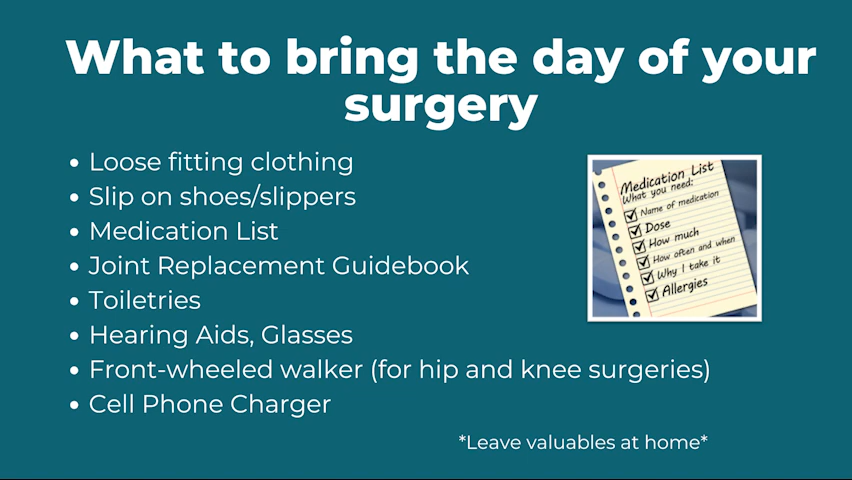 What to bring the day of your
surgery
Loose fitting clothing
Slip on shoes/slippers
Medication List
Joint Replacement Guidebook
Toiletries
Hearing Aids, Glasses
Front-wheeled walker (for hip and knee surgeries)
Cell Phone Charger
*Leave valuables at home*
Medication List
What you need:
Name of medication
Dose
How much
How often and when
Why I take it
Allergies